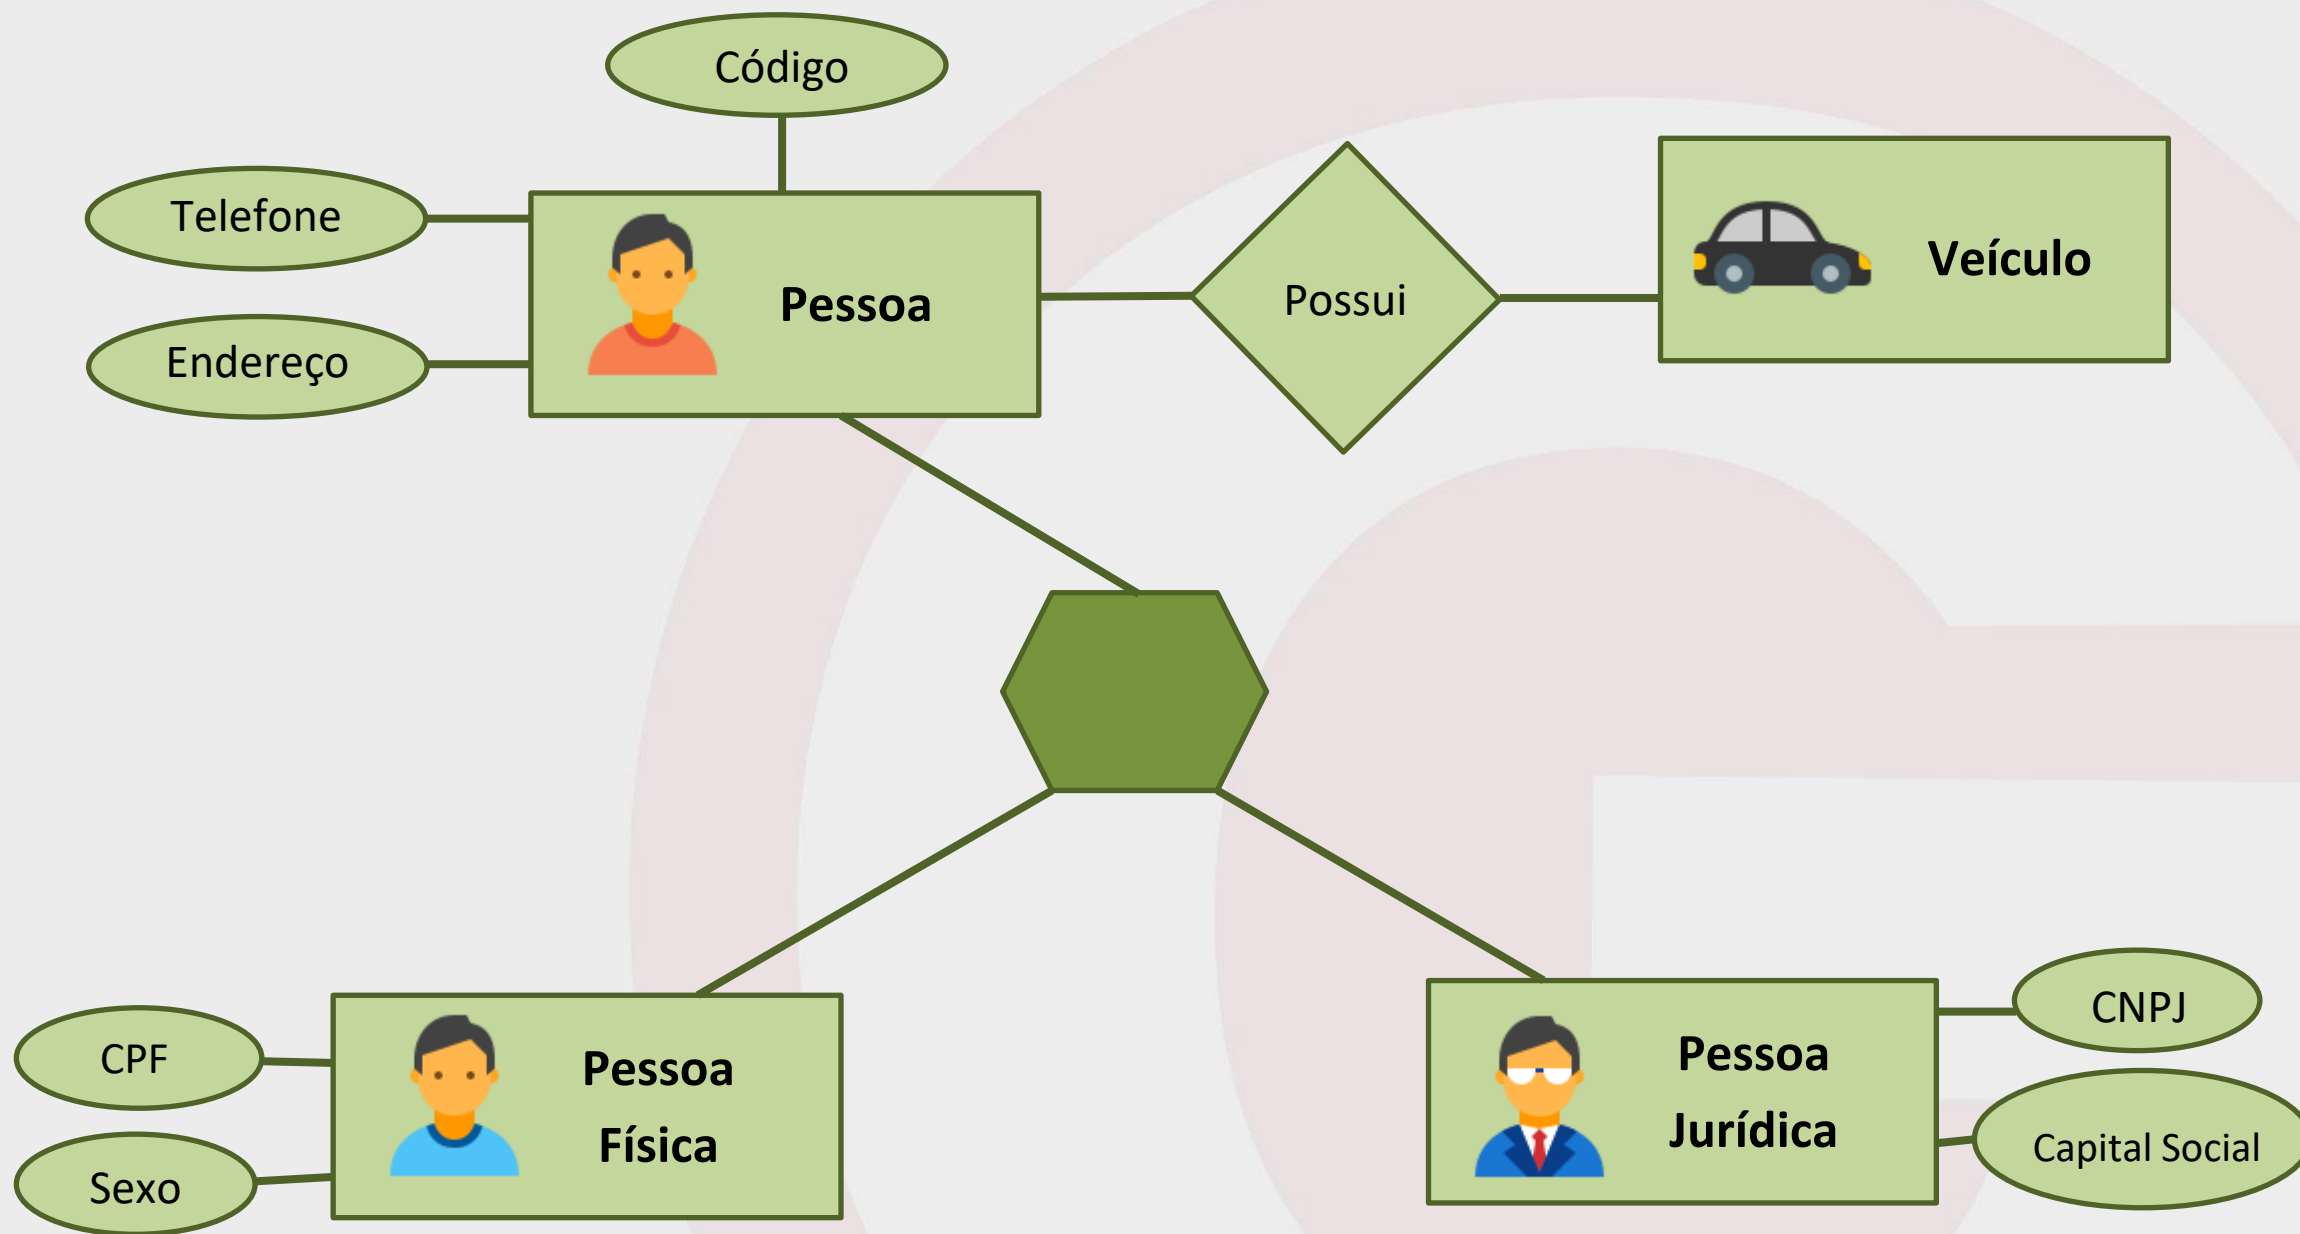 Código
Telefone
Endereço
Pessoa
Possui
Veículo
CPF
Sexo
Pessoa
Física
Pessoa
Jurídica
CNPJ
Capital Social